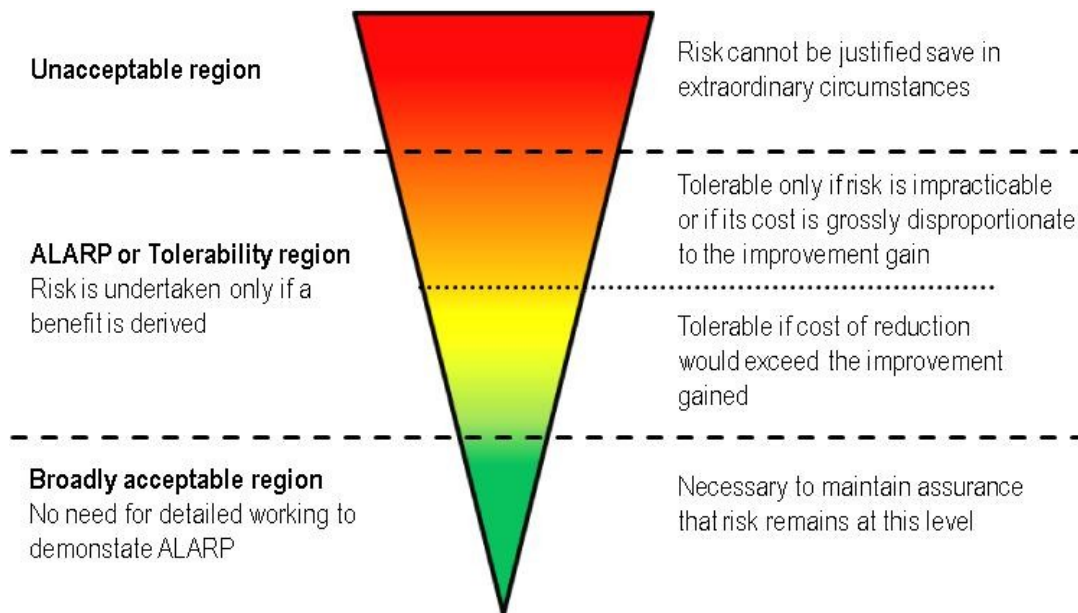 Unacceptable region
Risk cannot be justified save in
extraordinary circumstances
Tolerable only if risk is impracticable
or if its cost is grossly disproportionate
to the improvement gain
ALARP or Tolerability region
Risk is undertaken only if a
benefit is derived
Tolerable if cost of reduction
would exceed the improvement
gained
Broadly acceptable region
No need for detailed working to
demonstate ALARP
Necessary to maintain assurance
that risk remains at this level